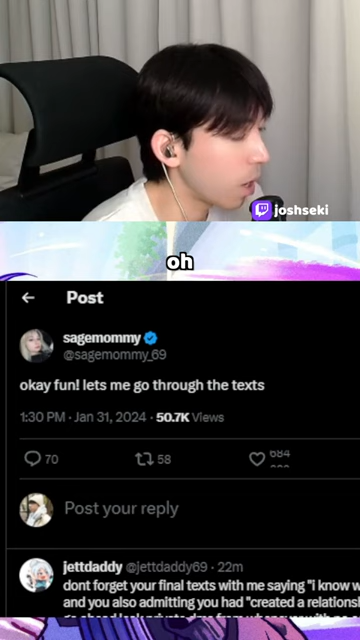 joshseki
oh
Post
sagemommy
@sagemommy_69
okay fun! lets me go through the texts
1:30 PM · Jan 31, 2024 · 50.7K Views
70
58
684
Post your reply
jettdaddy @jettdaddy69 · 22m
dont forget your final texts with me saying "i know w
and you also admitting you had "created a relations